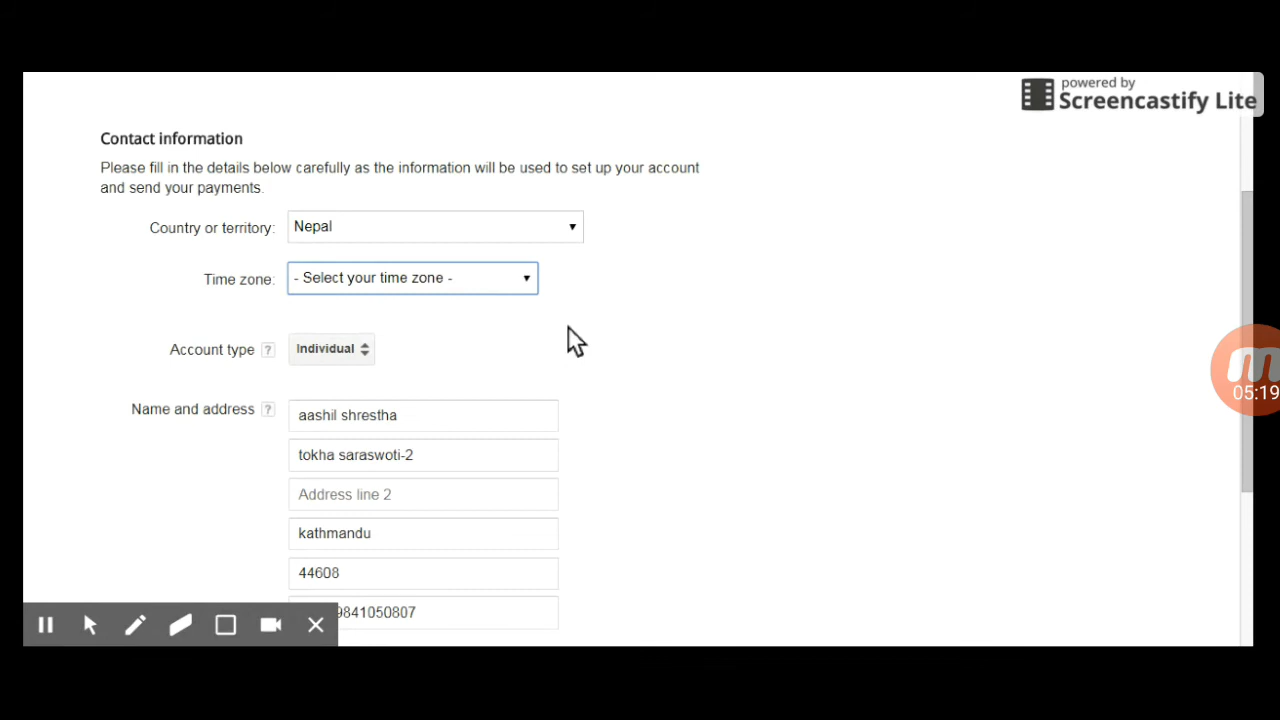 powered by
Screencastify Lite
Contact information
Please fill in the details below carefully as the information will be used to set up your account
and send your payments.
Country or territory: Nepal
Time zone: - Select your time zone -
Account type ? Individual
Name and address ? aashil shrestha
tokha saraswoti-2
Address line 2
kathmandu
44608
9841050807
05:19